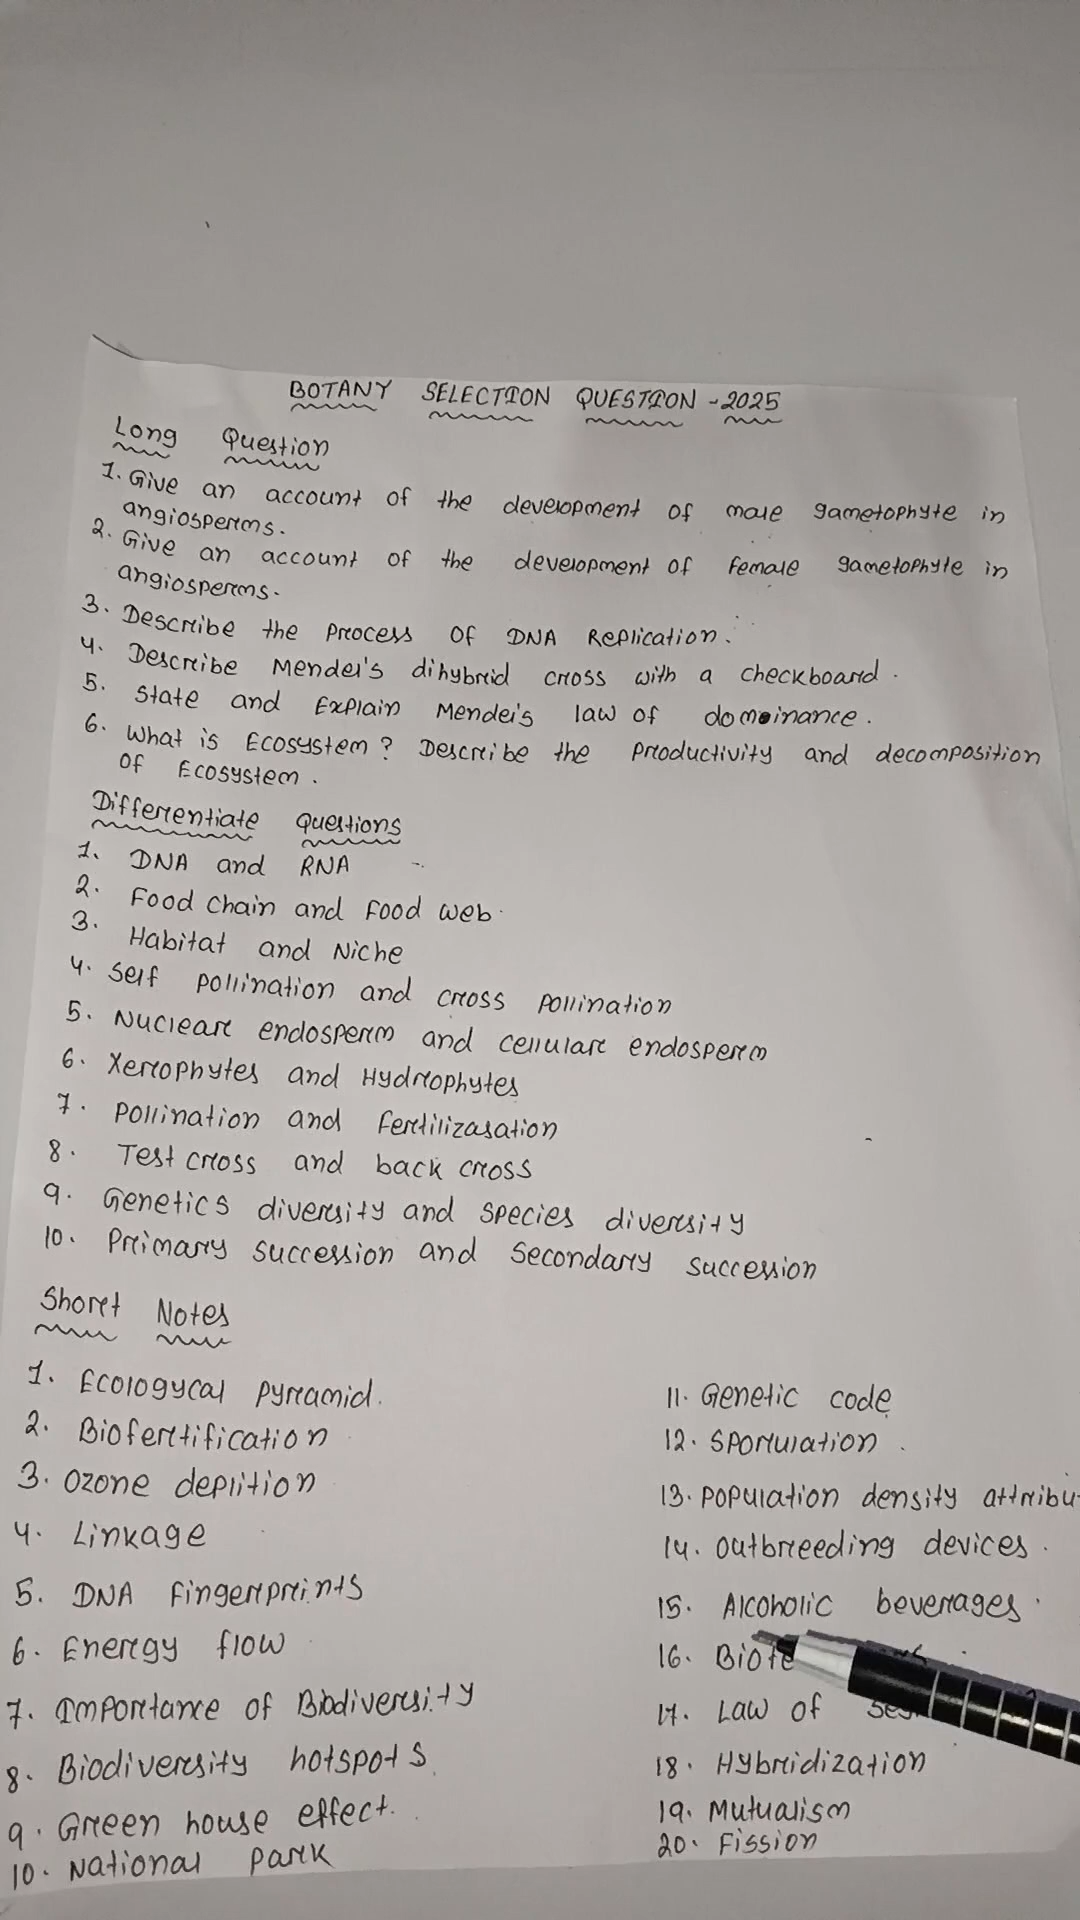 BOTANY SELECTION QUESTION - 2025
Long Question
1. Give an account of the development of male gametophyte in
angiosperms.
2. Give an account of the development of female gametophyte in
angiosperms.
3. Describe the Process of DNA Replication.
4. Describe Mendel's dihybrid cross with a checkboard.
5. State and Explain Mendel's law of domoinance.
6. What is Ecosystem? Describe the Productivity and decomposition
of Ecosystem.
Differentiate Questions
1. DNA and RNA
2. Food chain and food web.
3. Habitat and Niche
4. Self pollination and cross pollination
5. Nuclear endosperm and cellular endosperm
6. Xerophytes and Hydrophytes
7. Pollination and fertilizasation
8. Test cross and back cross
9. Genetics diversity and species diversity
10. Primary succession and Secondary succession
Short Notes
1. Ecologycal pyramid.
2. Biofertification
3. Ozone deplition
4. Linkage
5. DNA fingerprints
6. Energy flow
7. Importance of Biodiversity
8. Biodiversity hotspots
9. Green house effect.
10. National park
11. Genetic code
12. Sporulation.
13. Population density
14. Outbreeding devices.
15. Alcoholic beverages.
16.
17. Law of
18. Hybridization
19. Mutualism
20. Fission